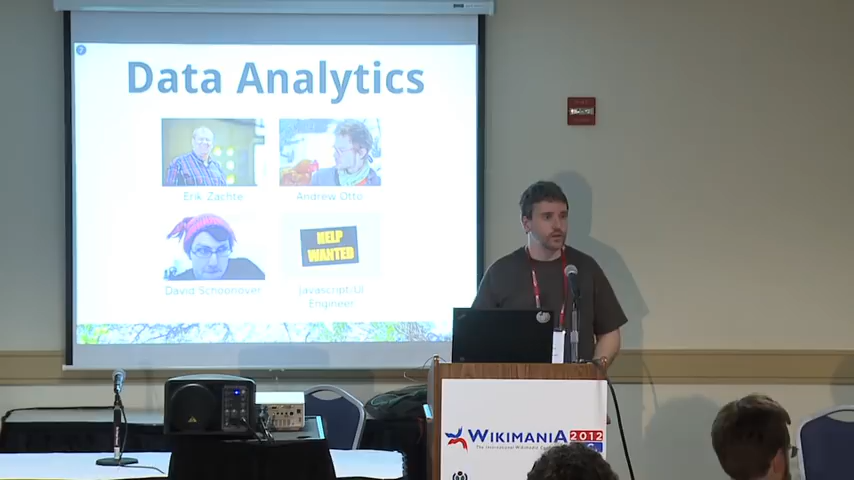 Data Analytics
Erik Zachte
Andrew Otto
HELP
WANTED
David Schoonover
Javascript/UI
Engineer
WIKIMANIA 2012